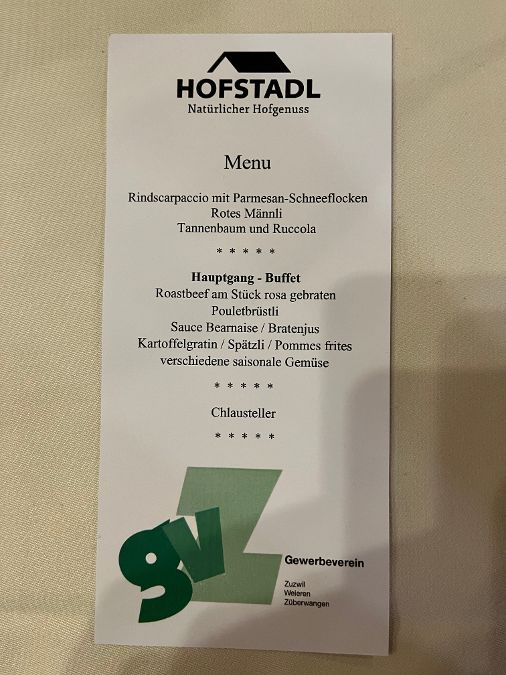 HOFSTADL
Natürlicher Hofgenuss
Menu
Rindscarpaccio mit Parmesan-Schneeflocken
Rotes Männli
Tannenbaum und Ruccola
* * * * *
Hauptgang - Buffet
Roastbeef am Stück rosa gebraten
Pouletbrüstli
Sauce Bearnaise / Bratenjus
Kartoffelgratin / Spätzli / Pommes frites
verschiedene saisonale Gemüse
* * * * *
Chlausteller
* * * * *
gvZ
Gewerbeverein
Zuzwil
Weieren
Züberwangen